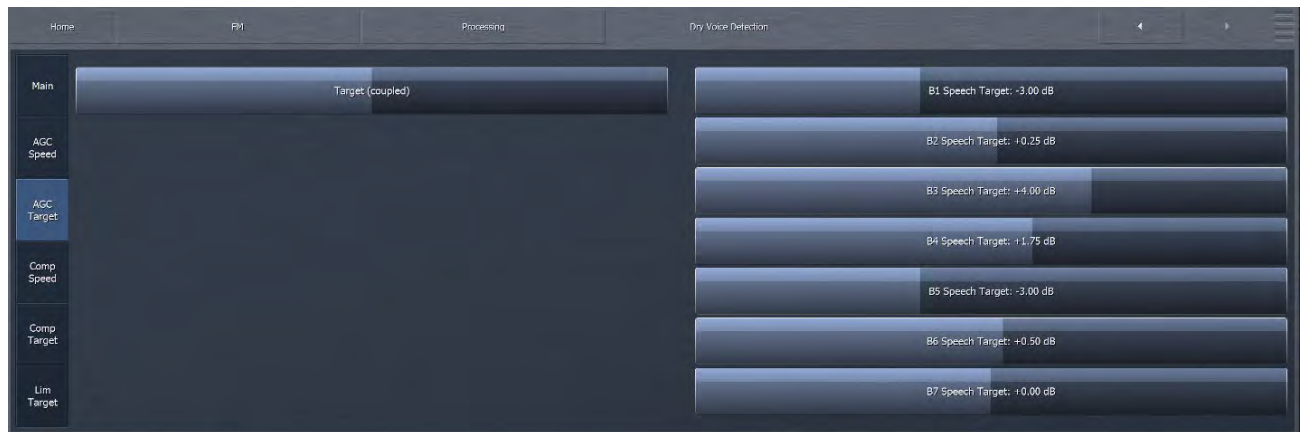 Home FM Processing Dry Voice Detection
Main
AGC
Speed
AGC
Target
Comp
Speed
Comp
Target
Lim
Target
Target (coupled)
B1 Speech Target: -3.00 dB
B2 Speech Target: +0.25 dB
B3 Speech Target: +4.00 dB
B4 Speech Target: +1.75 dB
B5 Speech Target: -3.00 dB
B6 Speech Target: +0.50 dB
B7 Speech Target: +0.00 dB